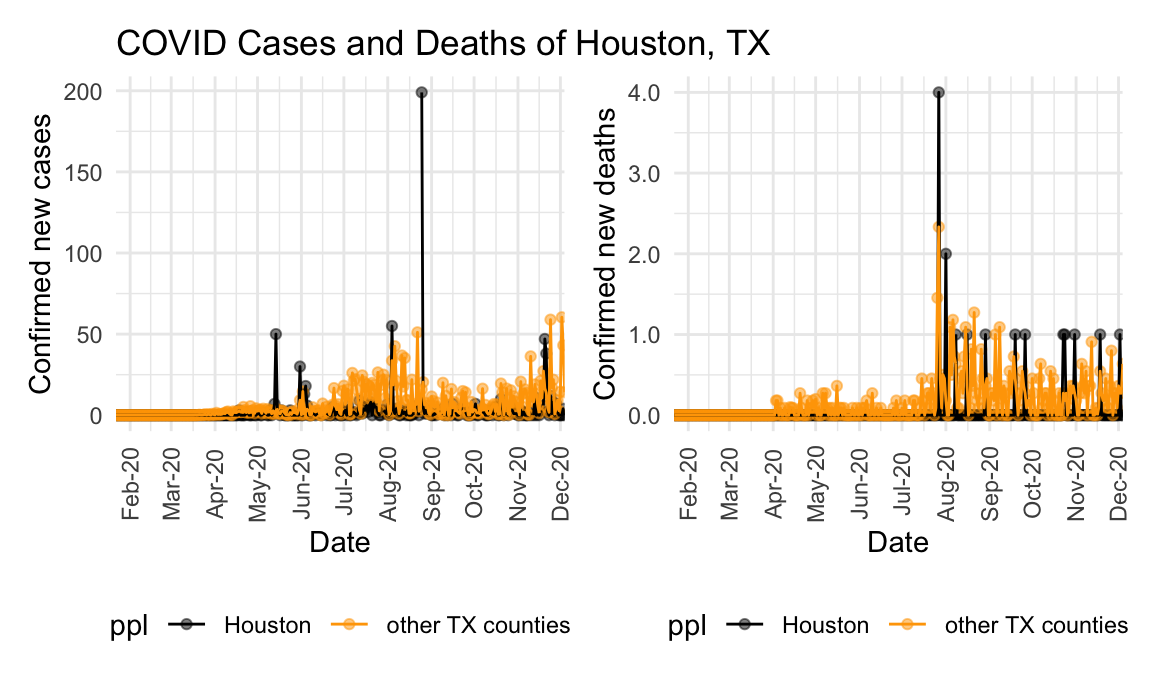 COVID Cases and Deaths of Houston, TX
Confirmed new cases
200
150
100
50
0
Feb-20
Mar-20
Apr-20
May-20
Jun-20
Jul-20
Aug-20
Sep-20
Oct-20
Nov-20
Dec-20
Date
ppl Houston other TX counties
Confirmed new deaths
4.0
3.0
2.0
1.0
0.0
Feb-20
Mar-20
Apr-20
May-20
Jun-20
Jul-20
Aug-20
Sep-20
Oct-20
Nov-20
Dec-20
Date
ppl Houston other TX counties